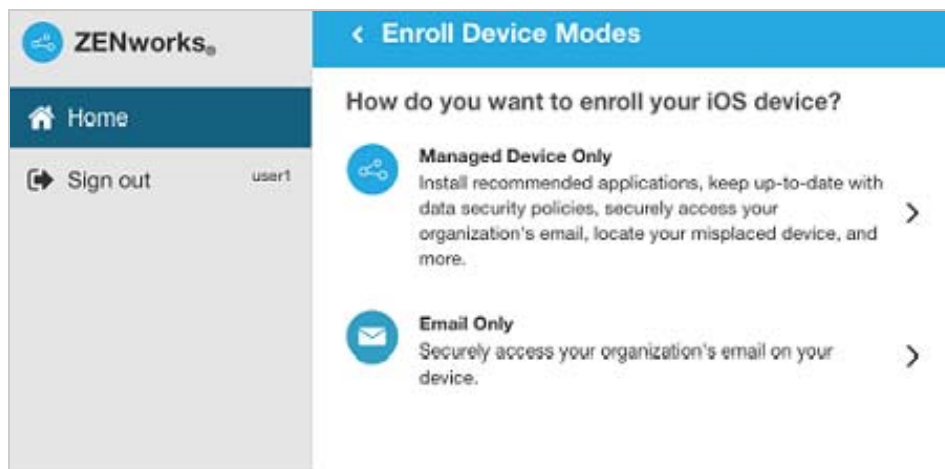 ZENworks®
Home
Sign out
user1
Enroll Device Modes
How do you want to enroll your iOS device?
Managed Device Only
Install recommended applications, keep up-to-date with
data security policies, securely access your
organization's email, locate your misplaced device, and
more.
Email Only
Securely access your organization's email on your
device.